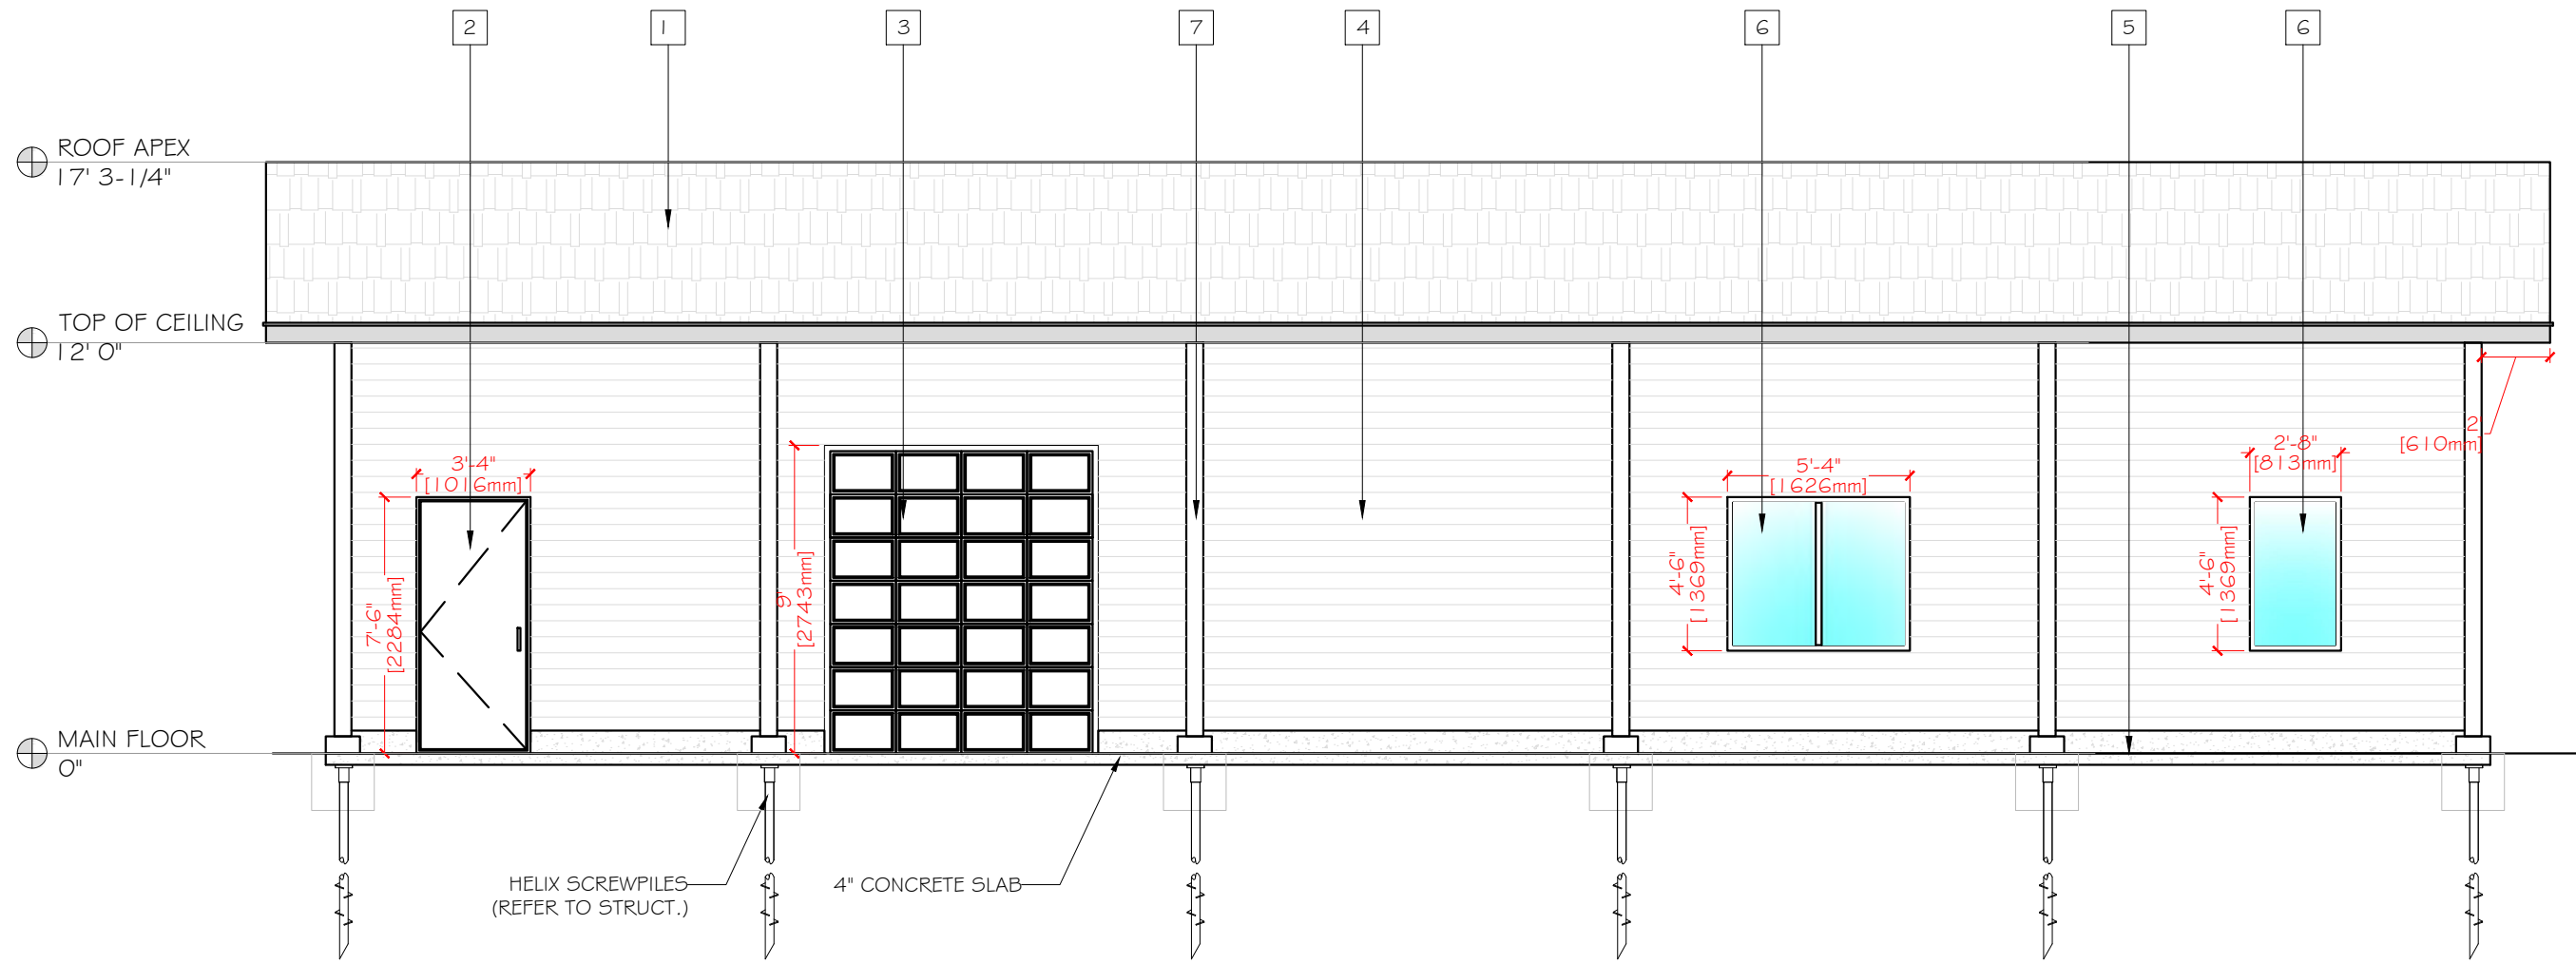 2
1
3
7
4
6
5
6
ROOF APEX
17' 3-1/4"
TOP OF CEILING
12' 0"
2'
[610mm]
3'-4"
[1016mm]
5'-4"
[1626mm]
2'-8"
[813mm]
7'-6"
[2284mm]
9'
[2743mm]
4'-6"
[1369mm]
4'-6"
[1369mm]
MAIN FLOOR
0"
HELIX SCREWPILES
(REFER TO STRUCT.)
4" CONCRETE SLAB